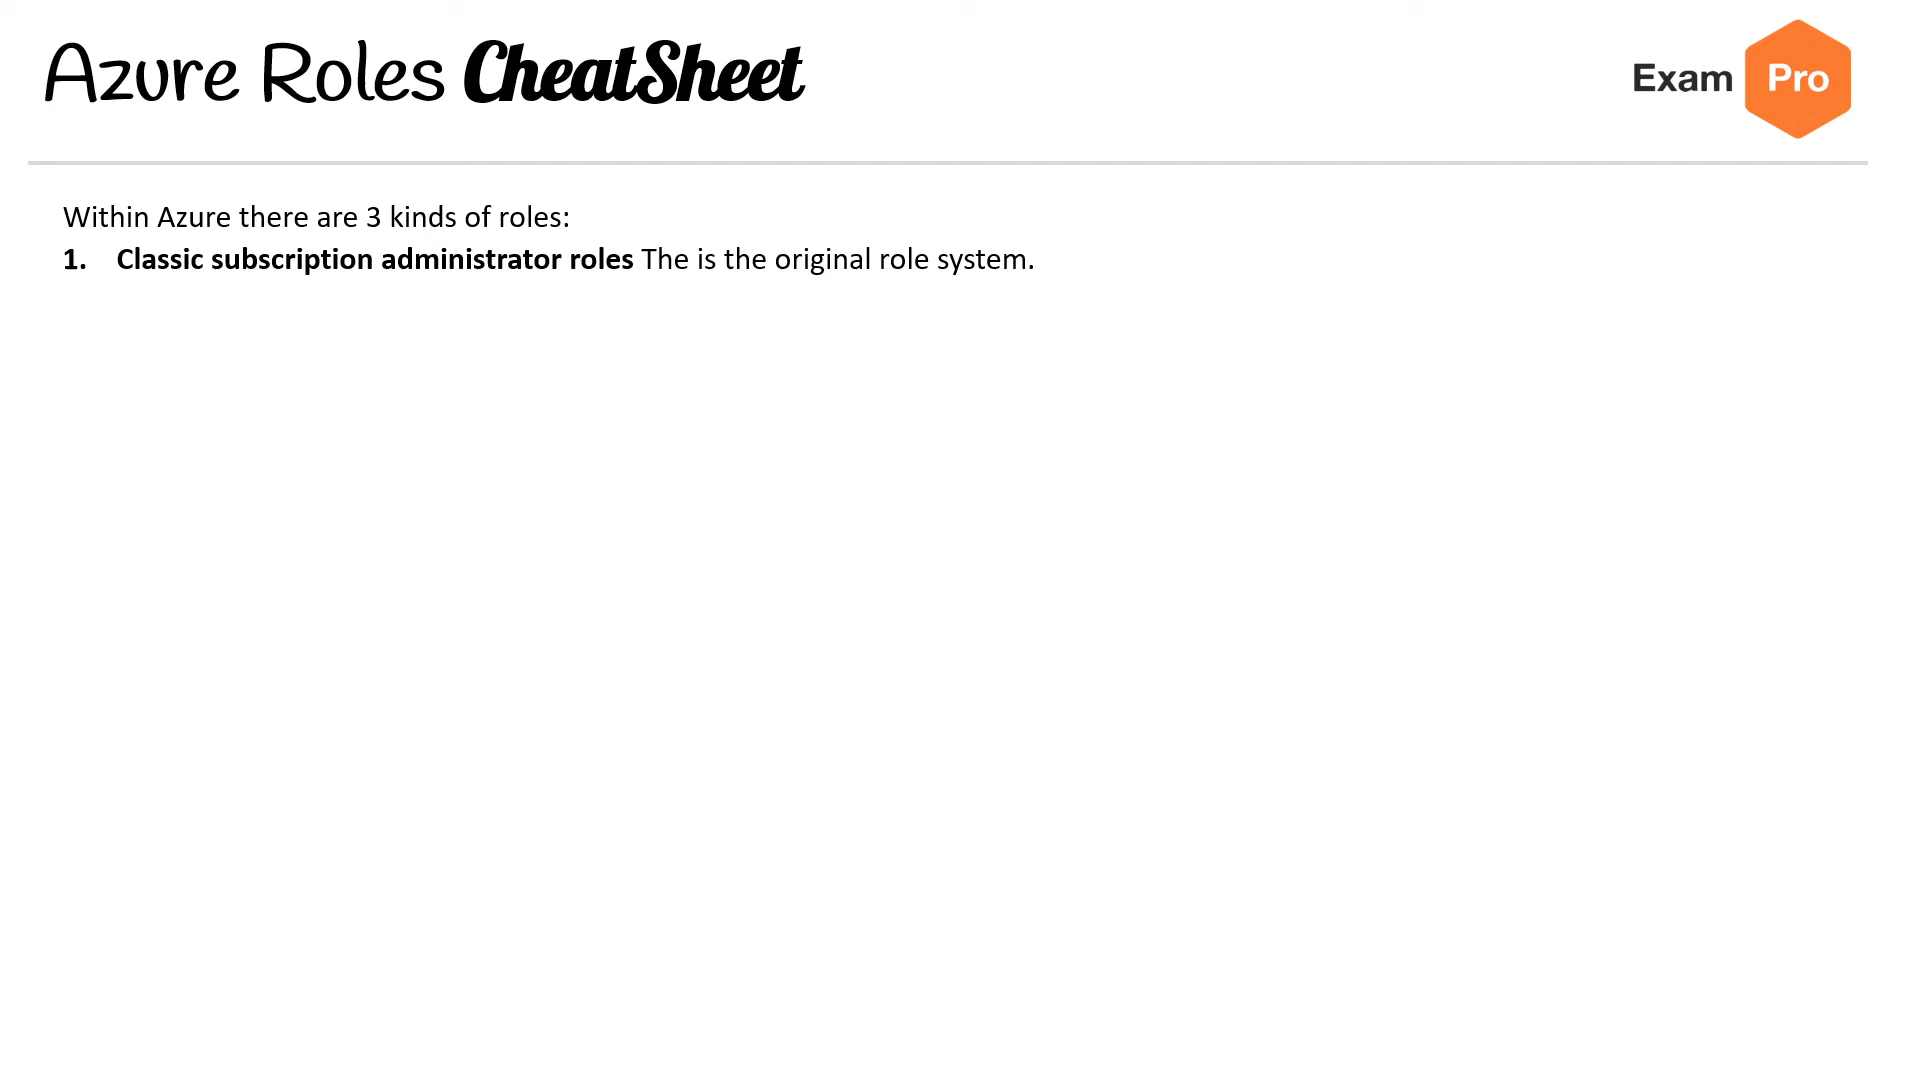 Azure Roles CheatSheet
Exam Pro
Within Azure there are 3 kinds of roles:
1. Classic subscription administrator roles The is the original role system.